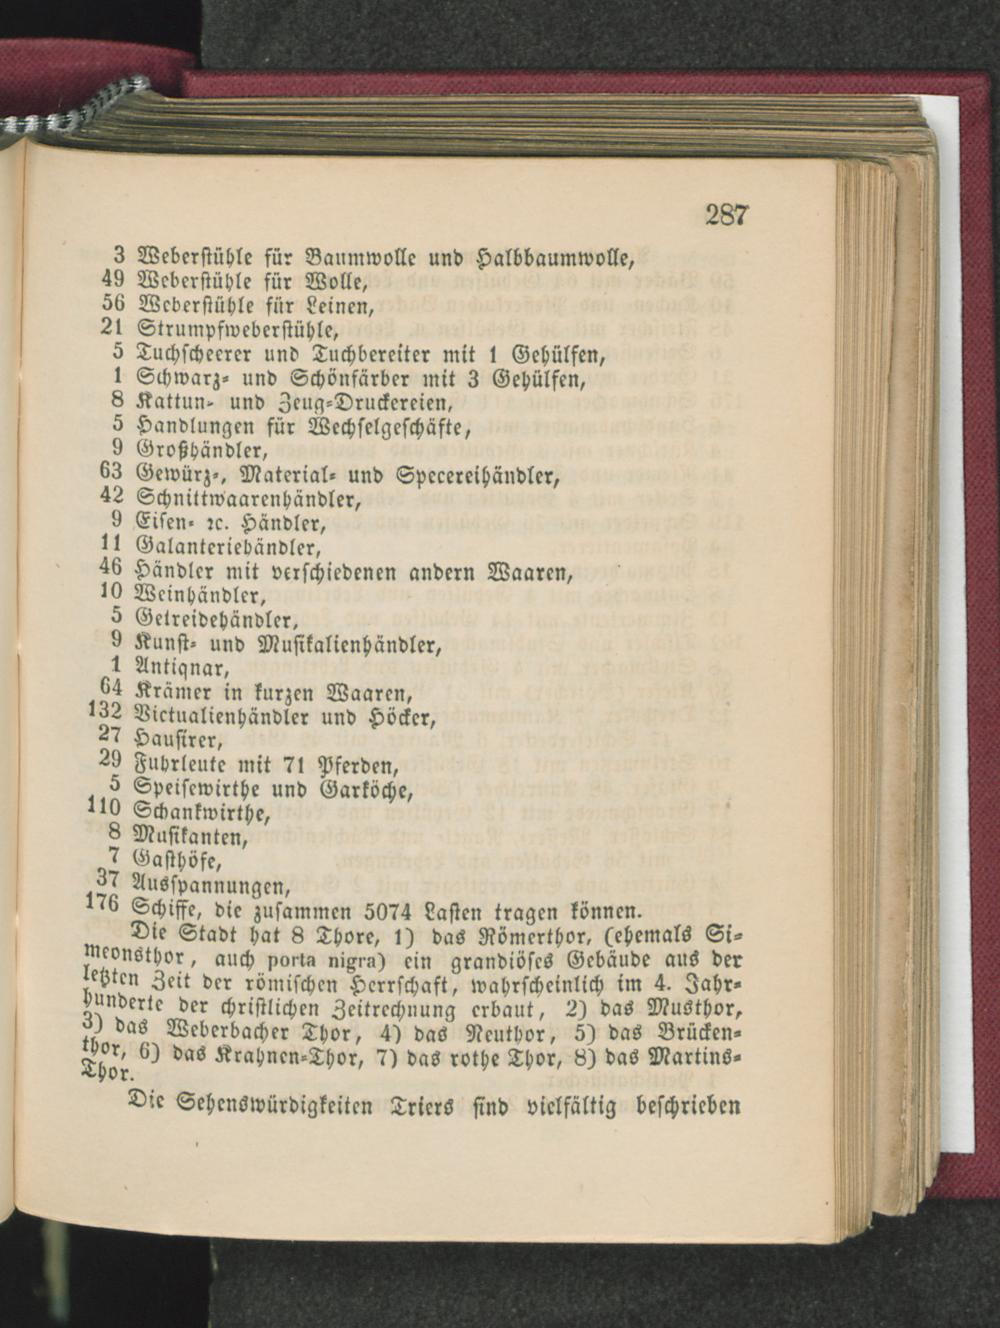 287
3 Weberstühle für Baumwolle und Halbbaumwolle,
49 Weberstühle für Wolle,
56 Weberstühle für Leinen,
21 Strumpfweberstühle,
5 Tuchscheerer und Tuchbereiter mit 1 Gehülfen,
1 Schwarz- und Schönfärber mit 3 Gehülfen,
8 Kattun- und Zeug-Druckereien,
5 Handlungen für Wechselgeschäfte,
9 Großhändler,
63 Gewürz-, Material- und Specereihändler,
42 Schnittwaarenhändler,
9 Eisen- ꝛc. Händler,
11 Galanteriehändler,
46 Händler mit verschiedenen andern Waaren,
10 Weinhändler,
5 Getreidehändler,
9 Kunst- und Musikalienhändler,
1 Antiqnar,
64 Krämer in kurzen Waaren,
132 Victualienhändler und Höcker,
27 Hausirer,
29 Fuhrleute mit 71 Pferden,
5 Speisewirthe und Garköche,
110 Schankwirthe,
8 Musikanten,
7 Gasthöfe,
37 Ausspannungen,
176 Schiffe, die zusammen 5074 Lasten tragen können.
Die Stadt hat 8 Thore, 1) das Römerthor, (ehemals Si-
meonsthor, auch porta nigra) ein grandiöses Gebäude aus der
letzten Zeit der römischen Herrschaft, wahrscheinlich im 4. Jahr-
hunderte der christlichen Zeitrechnung erbaut, 2) das Musthor,
3) das Weberbacher Thor, 4) das Neuthor, 5) das Brücken-
thor, 6) das Krahnen-Thor, 7) das rothe Thor, 8) das Martins-
Thor.
Die Sehenswürdigkeiten Triers sind vielfältig beschrieben